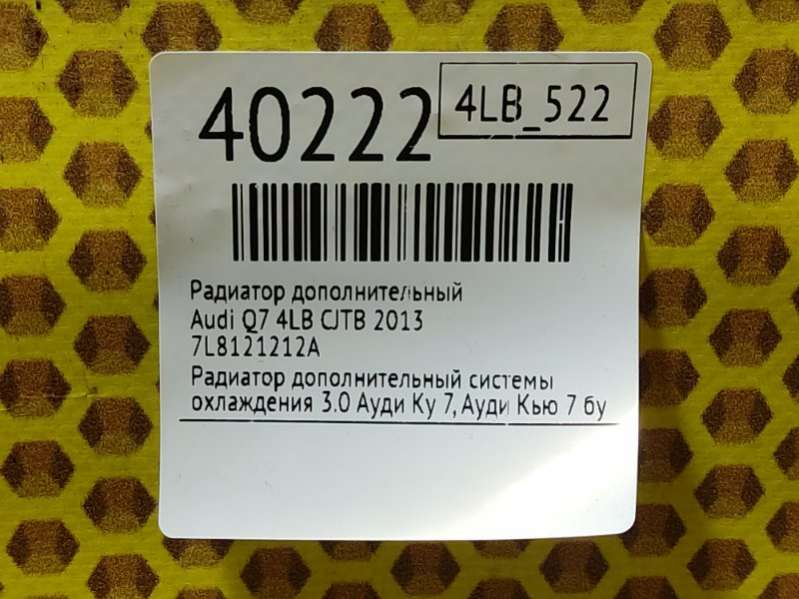 40222
4LB_522
Радиатор дополнительный
Audi Q7 4LB CJTB 2013
7L8121212A
Радиатор дополнительный системы
охлаждения 3.0 Ауди Ку 7, Ауди Кью 7 бу